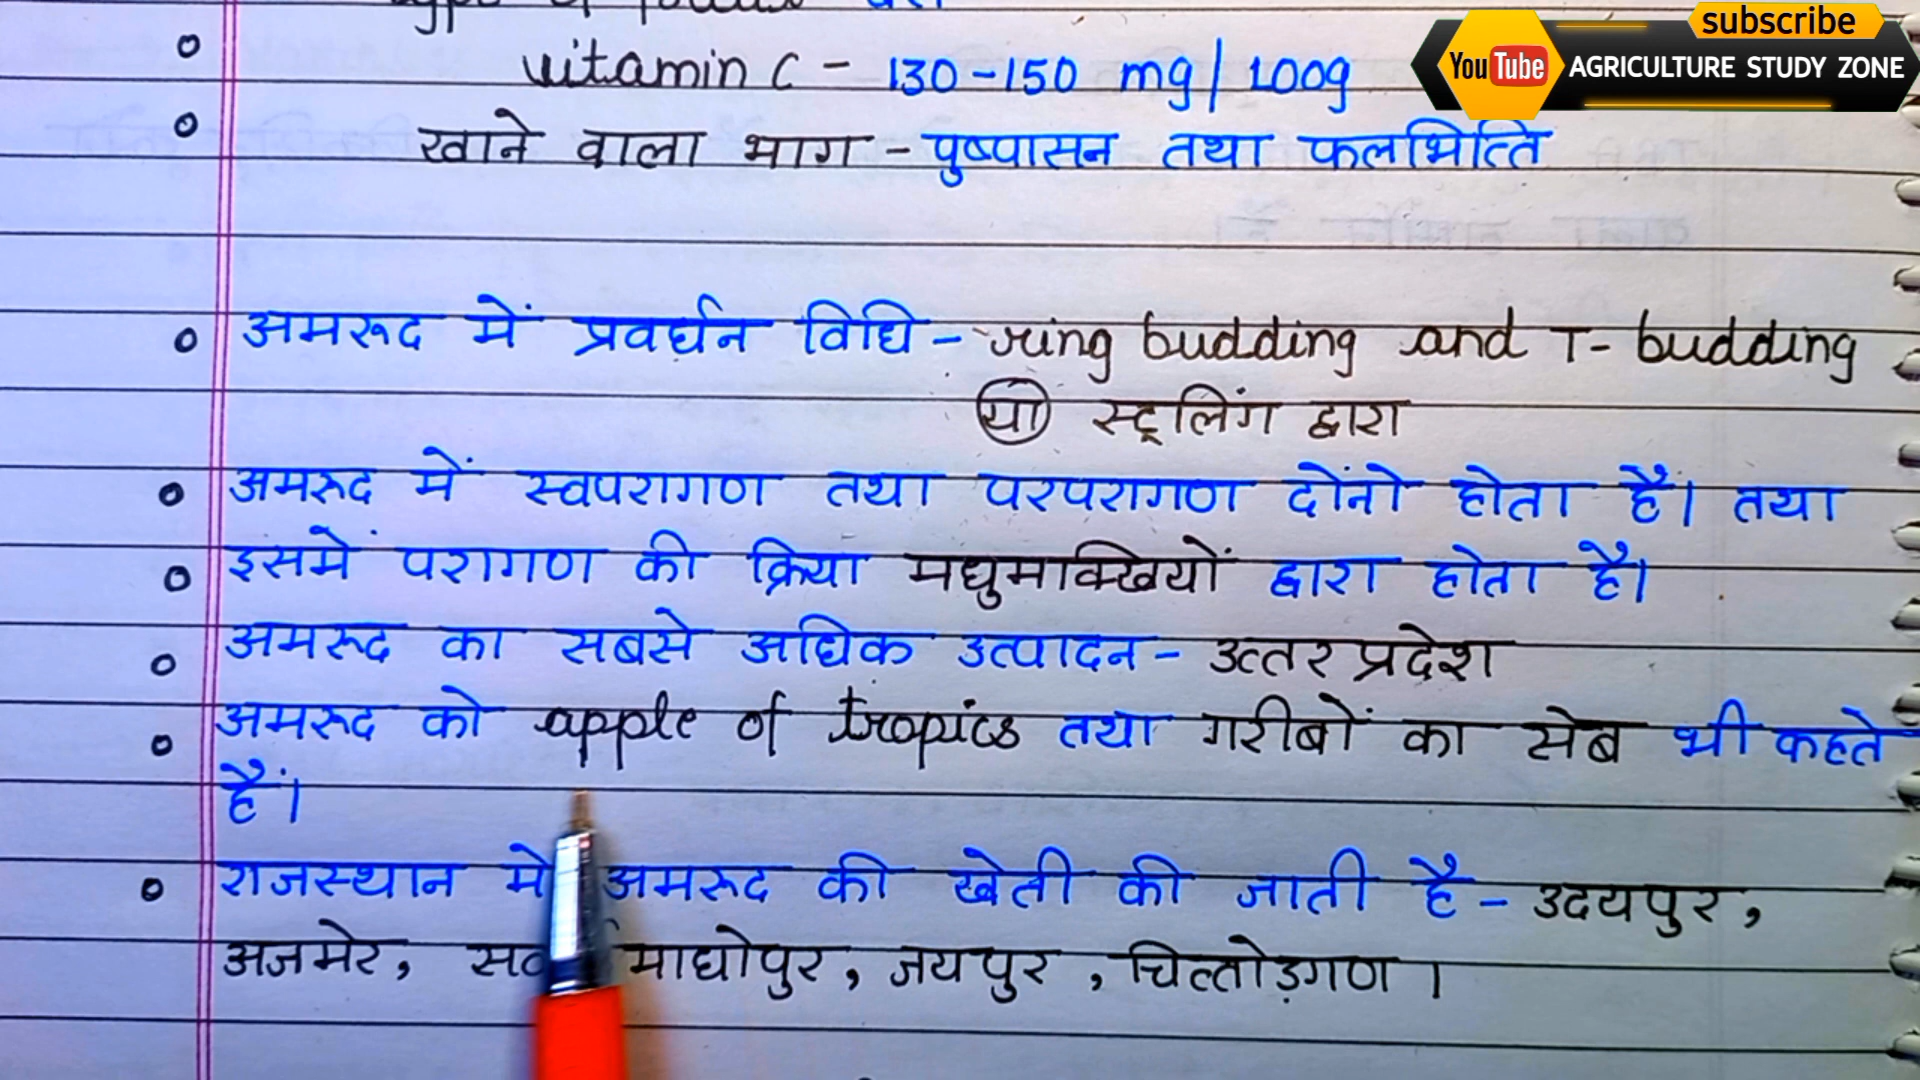 subscribe
YouTube AGRICULTURE STUDY ZONE
vitamin C - 130-150 mg/100g
खाने वाला भाग - पुष्पासन तथा फलभित्ति
अमरूद में प्रवर्धन विधि - ring budding and T- budding
या स्टूलिंग द्वारा
अमरूद में स्वपरागण तथा परपरागण दोंनो होता है। तथा
इसमें परागण की क्रिया मधुमक्खियों द्वारा होता है।
अमरूद का सबसे अधिक उत्पादन - उत्तर प्रदेश
अमरूद को apple of tropics तथा गरीबों का सेब भी कहते
हैं।
राजस्थान मे अमरूद की खेती की जाती है - उदयपुर,
अजमेर, माधोपुर, जयपुर, चित्तोड़गण।